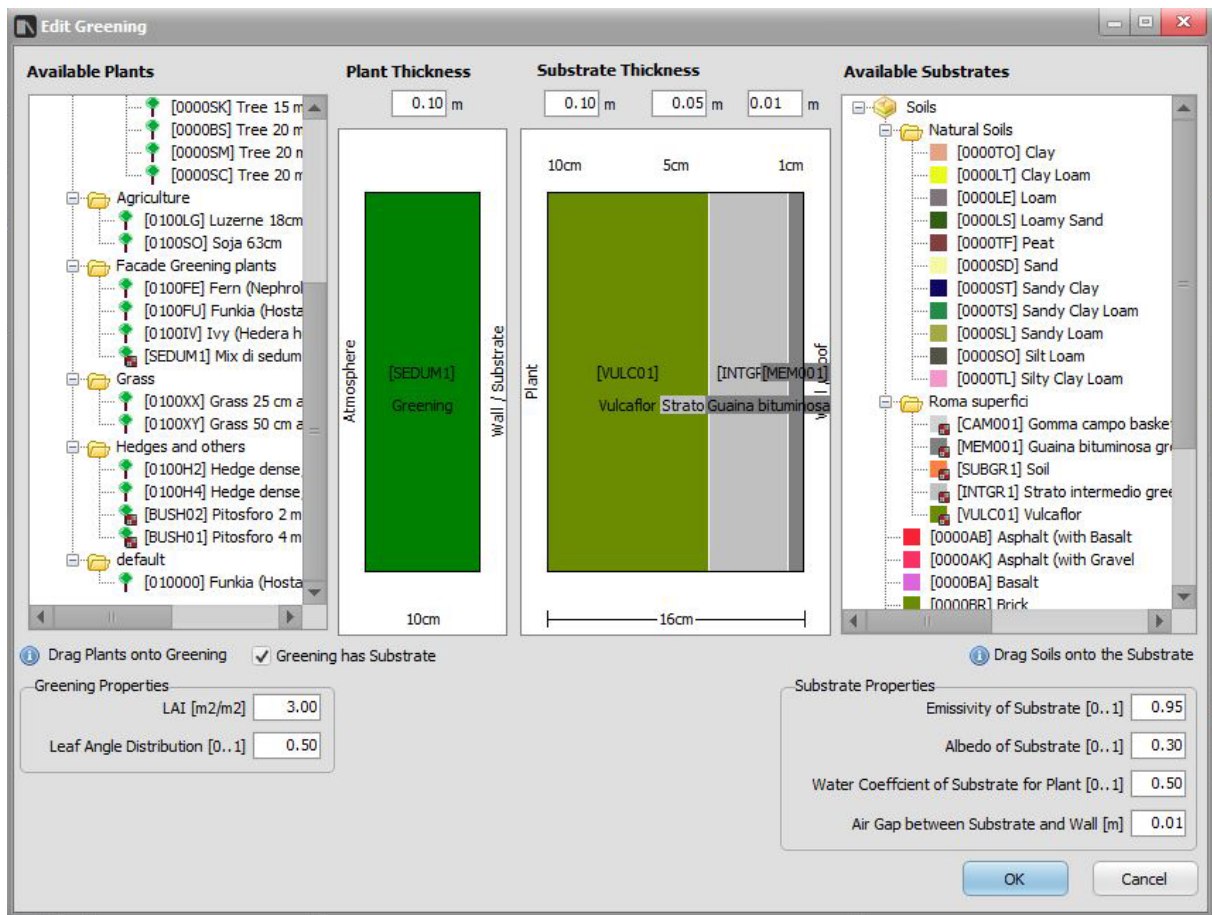 Edit Greening
Available Plants
[0000SK] Tree 15 m
[0000BS] Tree 20 m
[0000SM] Tree 20 m
[0000SC] Tree 20 m
Agriculture
[0100LG] Luzerne 18cm
[0100SO] Soja 63cm
Facade Greening plants
[0100FE] Fern (Nephrol
[0100FU] Funkia (Hosta
[0100IV] Ivy (Hedera h
[SEDUM1] Mix di sedum
Grass
[0100XX] Grass 25 cm a
[0100XY] Grass 50 cm a
Hedges and others
[0100H2] Hedge dense,
[0100H4] Hedge dense,
[BUSH02] Pitosforo 2 m
[BUSH01] Pitosforo 4 m
default
[010000] Funkia (Hosta
Plant Thickness
0.10 m
Atmosphere
[SEDUM1]
Greening
Wall / Substrate
10cm
Substrate Thickness
0.10 m 0.05 m 0.01 m
10cm 5cm 1cm
Plant
[VULC01] [INTGR [MEM001]
Vulcaflor Strato Guaina bituminosa
16cm
Available Substrates
Soils
Natural Soils
[0000TO] Clay
[0000LT] Clay Loam
[0000LE] Loam
[0000LS] Loamy Sand
[0000TF] Peat
[0000SD] Sand
[0000ST] Sandy Clay
[0000TS] Sandy Clay Loam
[0000SL] Sandy Loam
[0000SO] Silt Loam
[0000TL] Silty Clay Loam
Roma superfici
[CAM001] Gomma campo baske
[MEM001] Guaina bituminosa gr
[SUBGR1] Soil
[INTGR1] Strato intermedio gree
[VULC01] Vulcaflor
[0000AB] Asphalt (with Basalt
[0000AK] Asphalt (with Gravel
[0000BA] Basalt
[0000BR] Brick
Drag Plants onto Greening
Greening has Substrate
Drag Soils onto the Substrate
Greening Properties
LAI [m2/m2] 3.00
Leaf Angle Distribution [0..1] 0.50
Substrate Properties
Emissivity of Substrate [0..1] 0.95
Albedo of Substrate [0..1] 0.30
Water Coeffcient of Substrate for Plant [0..1] 0.50
Air Gap between Substrate and Wall [m] 0.01
OK Cancel